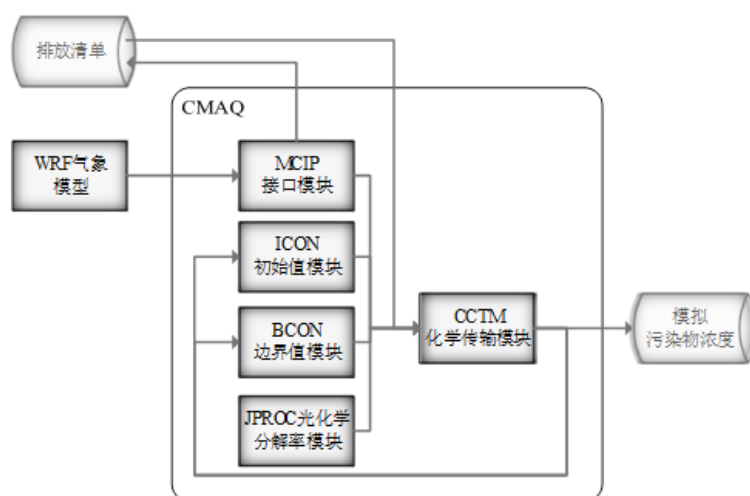 排放清单
CMAQ
WRF气象
模型
MCIP
接口模块
ICON
初始值模块
BCON
边界值模块
JPROC光化学
分解率模块
CCTM
化学传输模块
模拟
污染物浓度